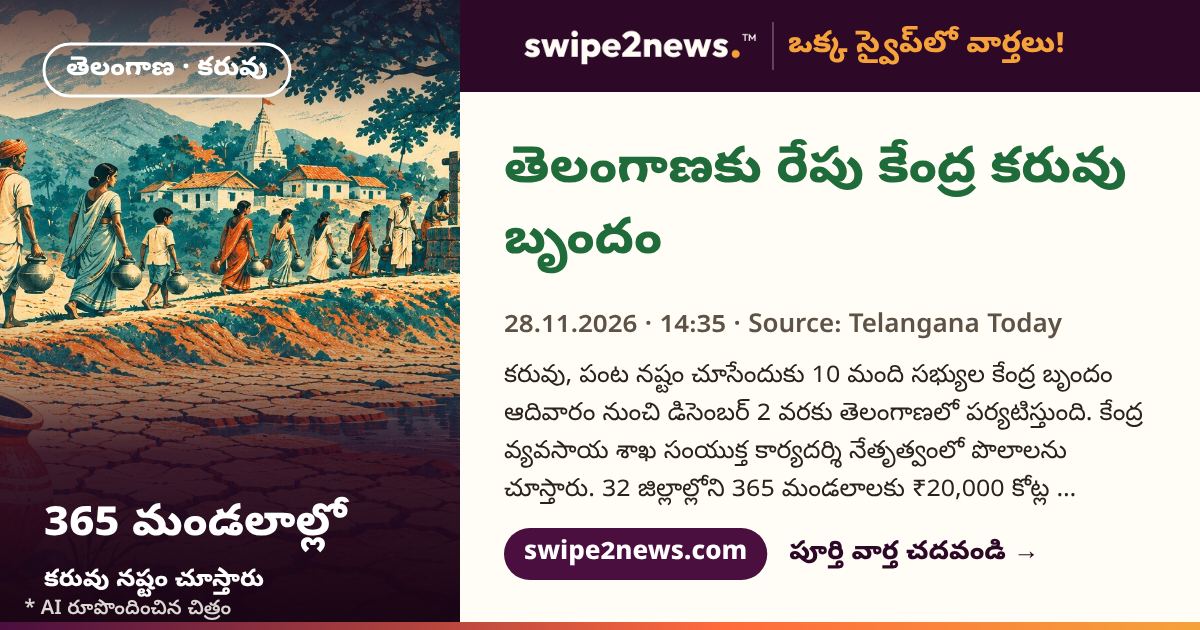 తెలంగాణ · కరువు
swipe2news.™
ఒక్క స్వైప్‌లో వార్తలు!
తెలంగాణకు రేపు కేంద్ర కరువు
బృందం
28.11.2026 · 14:35 · Source: Telangana Today
కరువు, పంట నష్టం చూసేందుకు 10 మంది సభ్యుల కేంద్ర బృందం
ఆదివారం నుంచి డిసెంబర్ 2 వరకు తెలంగాణలో పర్యటిస్తుంది. కేంద్ర
వ్యవసాయ శాఖ సంయుక్త కార్యదర్శి నేతృత్వంలో పొలాలను
చూస్తారు. 32 జిల్లాల్లోని 365 మండలాలకు ₹20,000 కోట్ల ...
swipe2news.com
పూర్తి వార్త చదవండి →
365 మండలాల్లో
కరువు నష్టం చూస్తారు
* AI రూపొందించిన చిత్రం